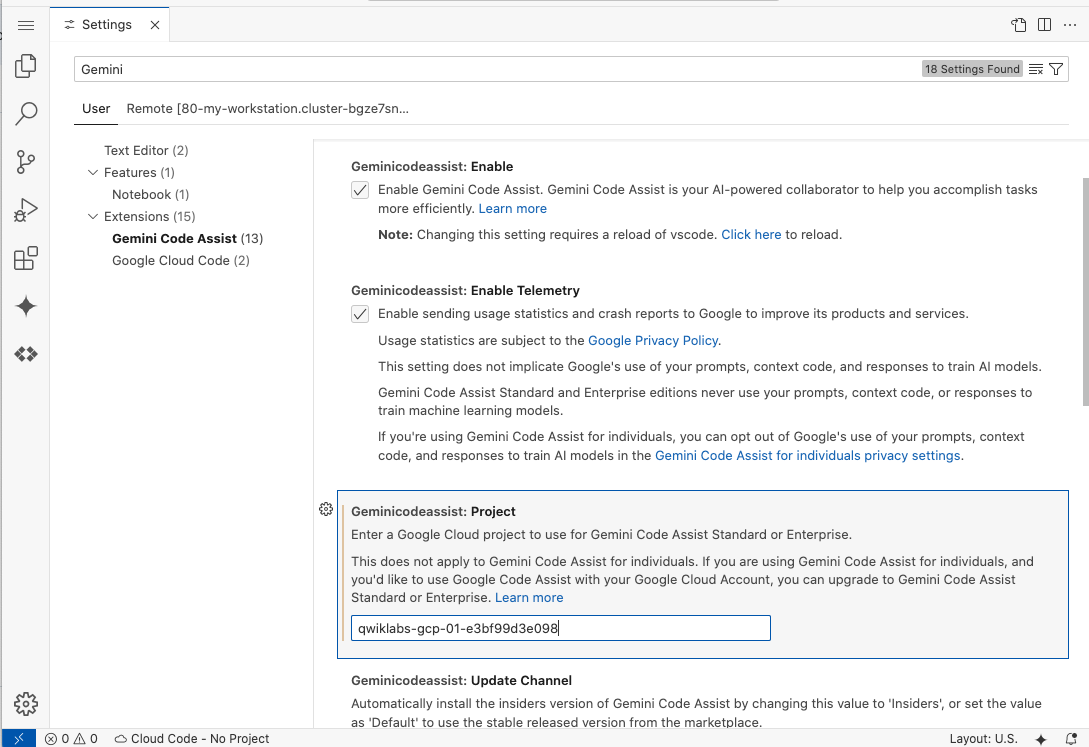 Settings
Gemini
18 Settings Found
User
Remote [80-my-workstation.cluster-bgze7sn...
Text Editor (2)
Features (1)
Notebook (1)
Extensions (15)
Gemini Code Assist (13)
Google Cloud Code (2)
Geminicodeassist: Enable
Enable Gemini Code Assist. Gemini Code Assist is your AI-powered collaborator to help you accomplish tasks
more efficiently. Learn more
Note: Changing this setting requires a reload of vscode. Click here to reload.
Geminicodeassist: Enable Telemetry
Enable sending usage statistics and crash reports to Google to improve its products and services.
Usage statistics are subject to the Google Privacy Policy.
This setting does not implicate Google's use of your prompts, context code, and responses to train AI models.
Gemini Code Assist Standard and Enterprise editions never use your prompts, context code, or responses to
train machine learning models.
If you're using Gemini Code Assist for individuals, you can opt out of Google's use of your prompts, context
code, and responses to train AI models in the Gemini Code Assist for individuals privacy settings.
Geminicodeassist: Project
Enter a Google Cloud project to use for Gemini Code Assist Standard or Enterprise.
This does not apply to Gemini Code Assist for individuals. If you are using Gemini Code Assist for individuals, and
you'd like to use Google Code Assist with your Google Cloud Account, you can upgrade to Gemini Code Assist
Standard or Enterprise. Learn more
qwiklabs-gcp-01-e3bf99d3e098
Geminicodeassist: Update Channel
Automatically install the insiders version of Gemini Code Assist by changing this value to 'Insiders', or set the value
as 'Default' to use the stable released version from the marketplace.
0 0 Cloud Code - No Project
Layout: U.S.